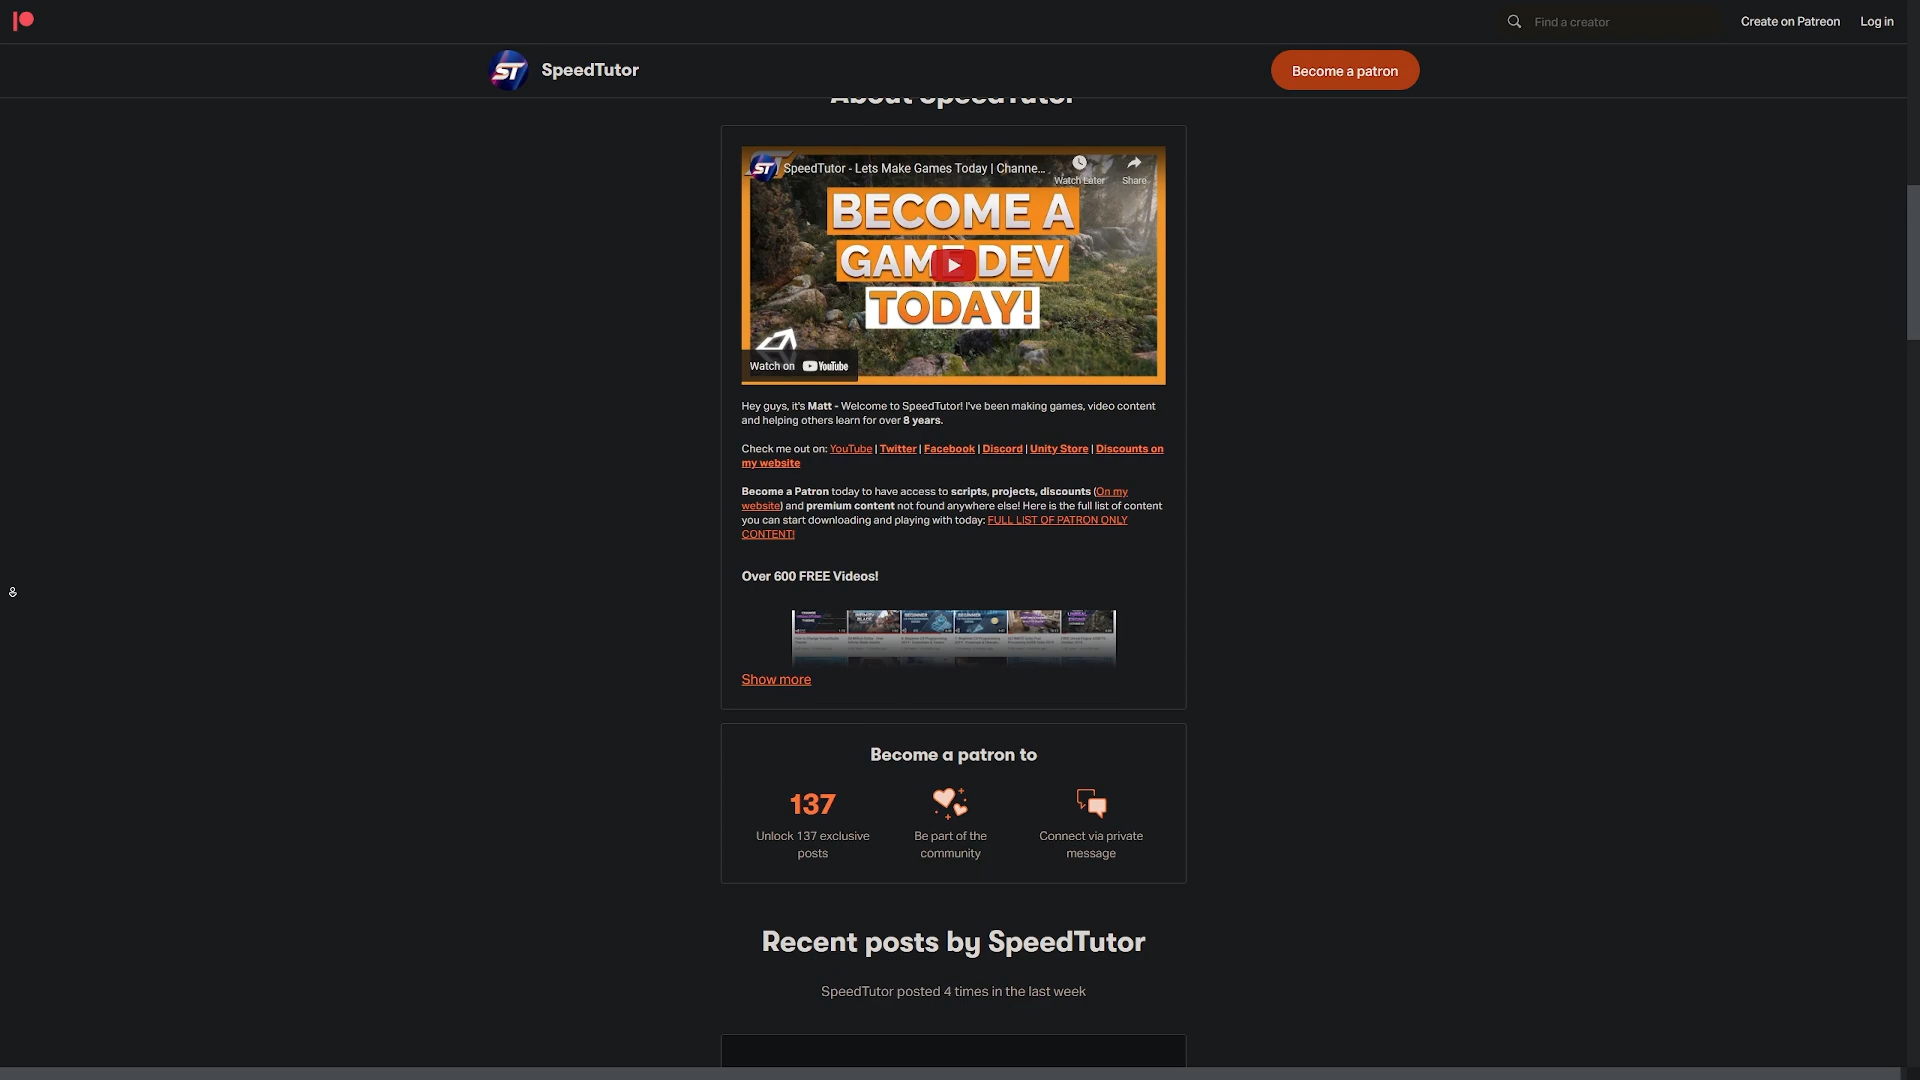 Find a creator
Create on Patreon
Log in
ST
SpeedTutor
Become a patron
About SpeedTutor
ST
SpeedTutor - Lets Make Games Today | Channe...
Watch Later
Share
BECOME A
GAME DEV
TODAY!
Watch on YouTube
Hey guys, it's Matt - Welcome to SpeedTutor! I've been making games, video content
and helping others learn for over 8 years.
Check me out on: YouTube | Twitter | Facebook | Discord | Unity Store | Discounts on
my website
Become a Patron today to have access to scripts, projects, discounts (On my
website) and premium content not found anywhere else! Here is the full list of content
you can start downloading and playing with today: FULL LIST OF PATRON ONLY
CONTENT!
Over 600 FREE Videos!
Show more
Become a patron to
137
Unlock 137 exclusive
posts
Be part of the
community
Connect via private
message
Recent posts by SpeedTutor
SpeedTutor posted 4 times in the last week